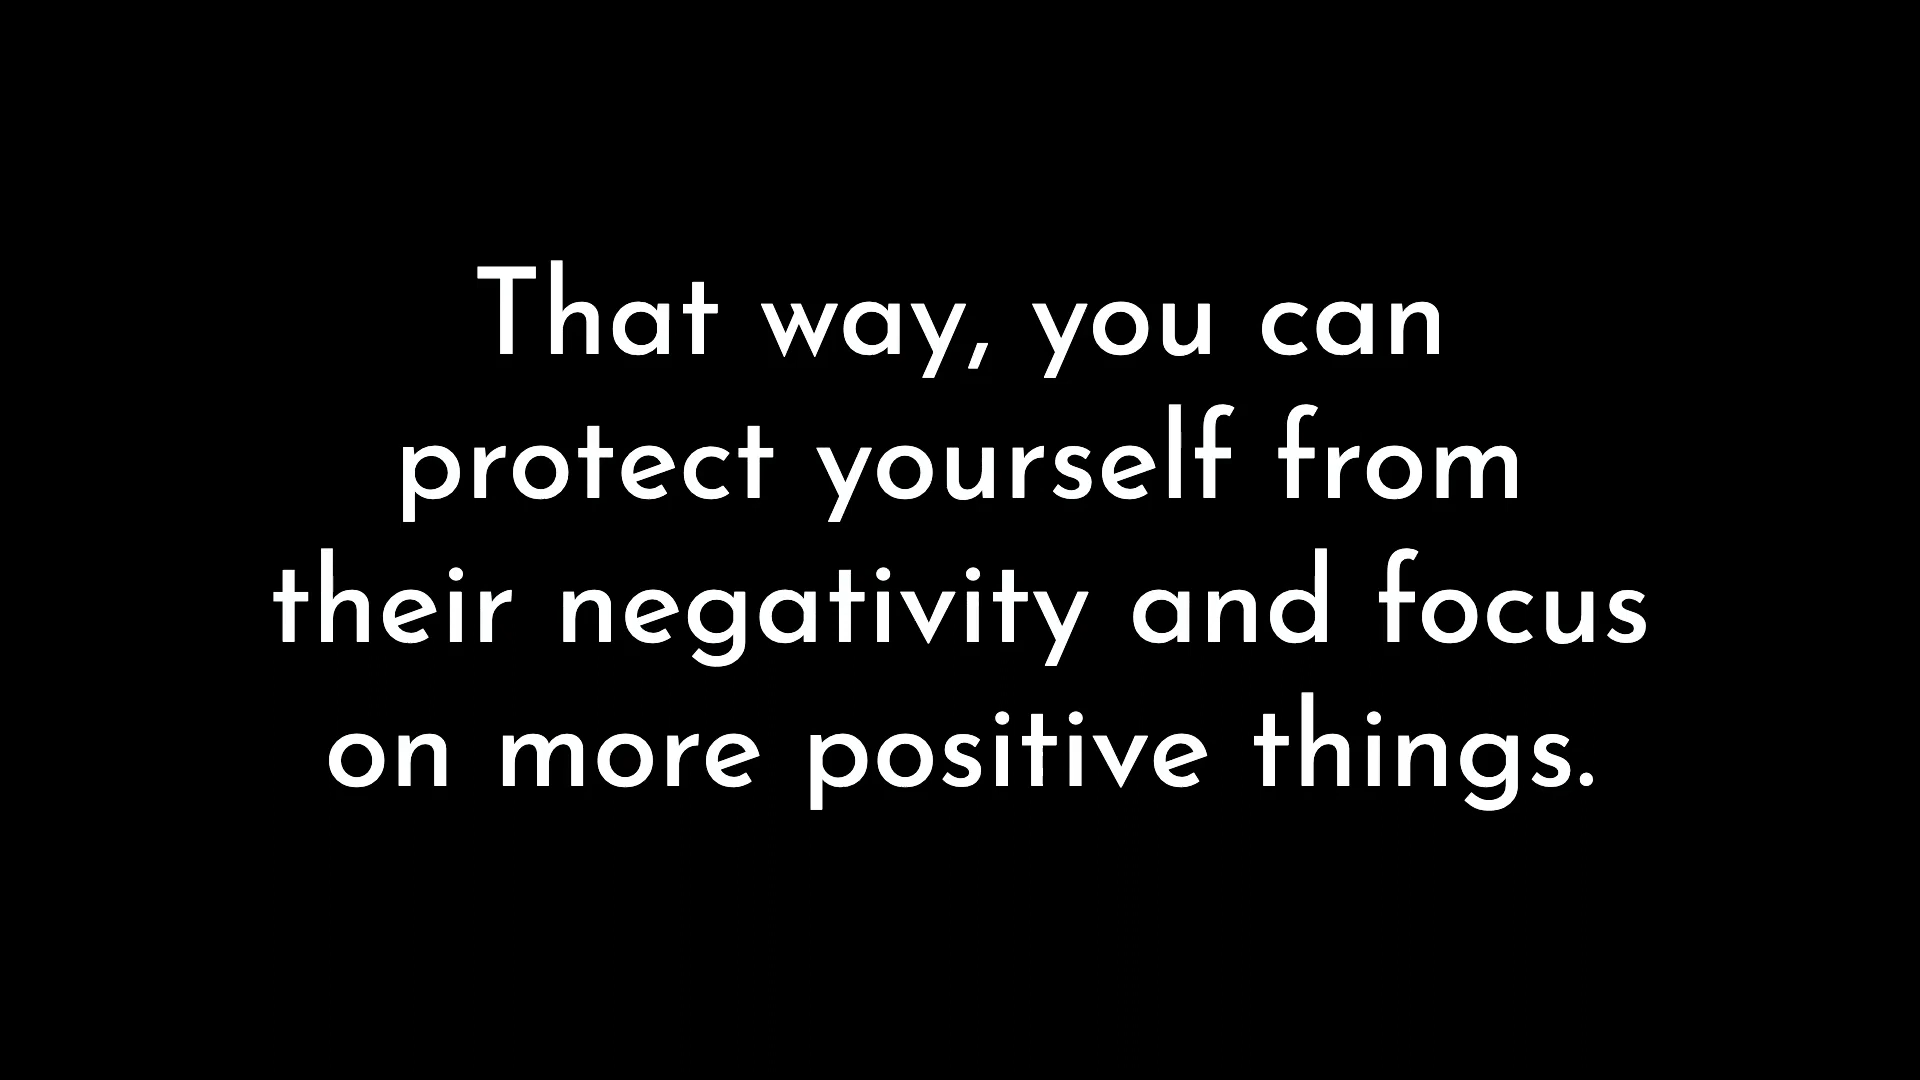 That way, you can
protect yourself from
their negativity and focus
on more positive things.